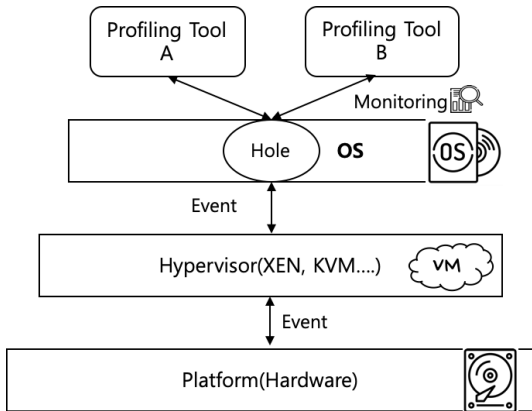 Profiling Tool
A
Profiling Tool
B
Monitoring
Hole
OS
OS
Event
Hypervisor(XEN, KVM....)
VM
Event
Platform(Hardware)